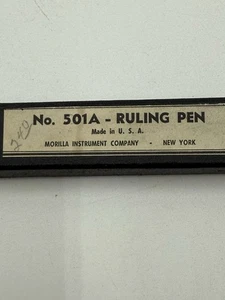 No. 501A - RULING PEN
Made in U. S. A.
MORILLA INSTRUMENT COMPANY - NEW YORK